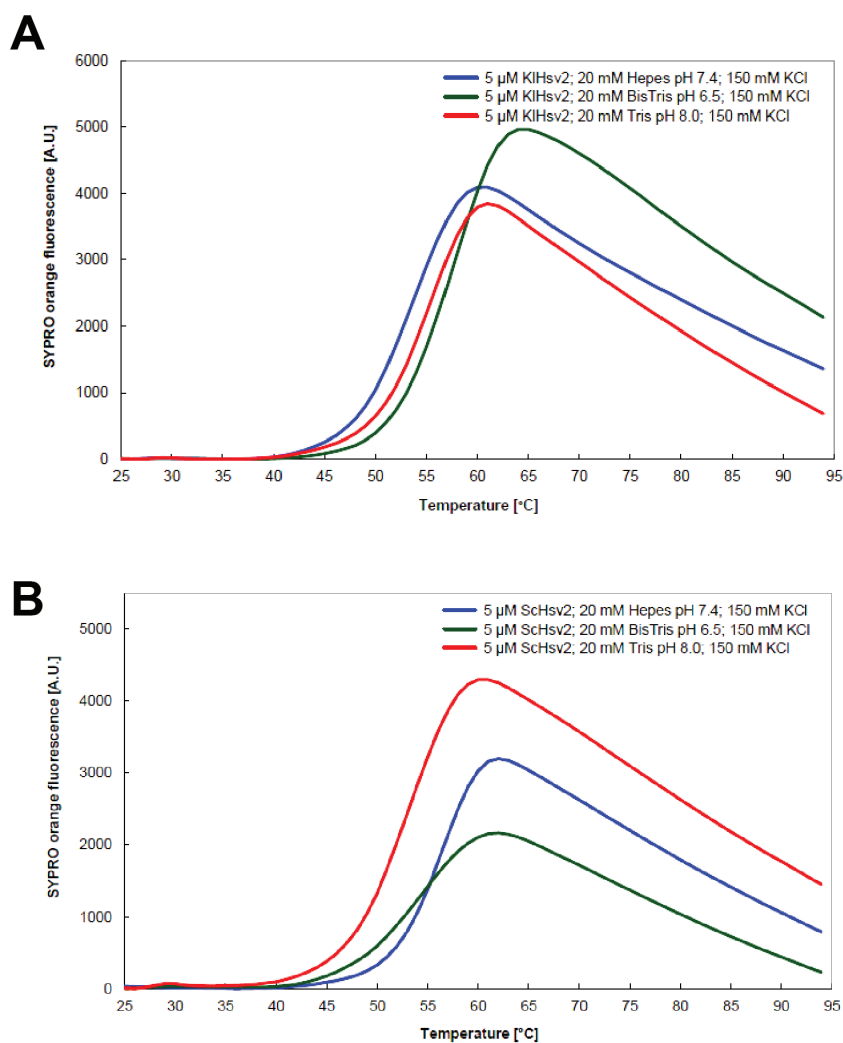 A
6000
5000
4000
3000
2000
1000
0
SYPRO orange fluorescence [A.U.]
5 µM KlHsv2; 20 mM Hepes pH 7.4; 150 mM KCl
5 µM KlHsv2; 20 mM BisTris pH 6.5; 150 mM KCl
5 µM KlHsv2; 20 mM Tris pH 8.0; 150 mM KCl
25 30 35 40 45 50 55 60 65 70 75 80 85 90 95
Temperature [°C]
B
5000
4000
3000
2000
1000
0
SYPRO orange fluorescence [A.U.]
5 µM ScHsv2; 20 mM Hepes pH 7.4; 150 mM KCl
5 µM ScHsv2; 20 mM BisTris pH 6.5; 150 mM KCl
5 µM ScHsv2; 20 mM Tris pH 8.0; 150 mM KCl
25 30 35 40 45 50 55 60 65 70 75 80 85 90 95
Temperature [°C]